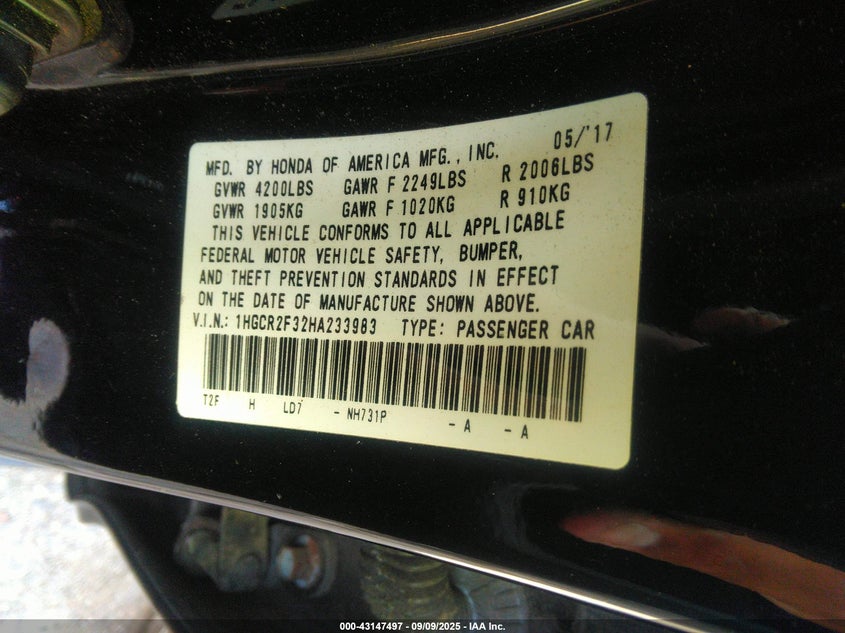 MFD. BY HONDA OF AMERICA MFG., INC. 05/'17
GVWR 4200LBS GAWR F 2249LBS R 2006LBS
GVWR 1905KG GAWR F 1020KG R 910KG
THIS VEHICLE CONFORMS TO ALL APPLICABLE
FEDERAL MOTOR VEHICLE SAFETY, BUMPER,
AND THEFT PREVENTION STANDARDS IN EFFECT
ON THE DATE OF MANUFACTURE SHOWN ABOVE.
V.I.N.: 1HGCR2F32HA233983 TYPE: PASSENGER CAR
T2F H LD7 - NH731P - A - A
000-43147497 - 09/09/2025 - IAA Inc.